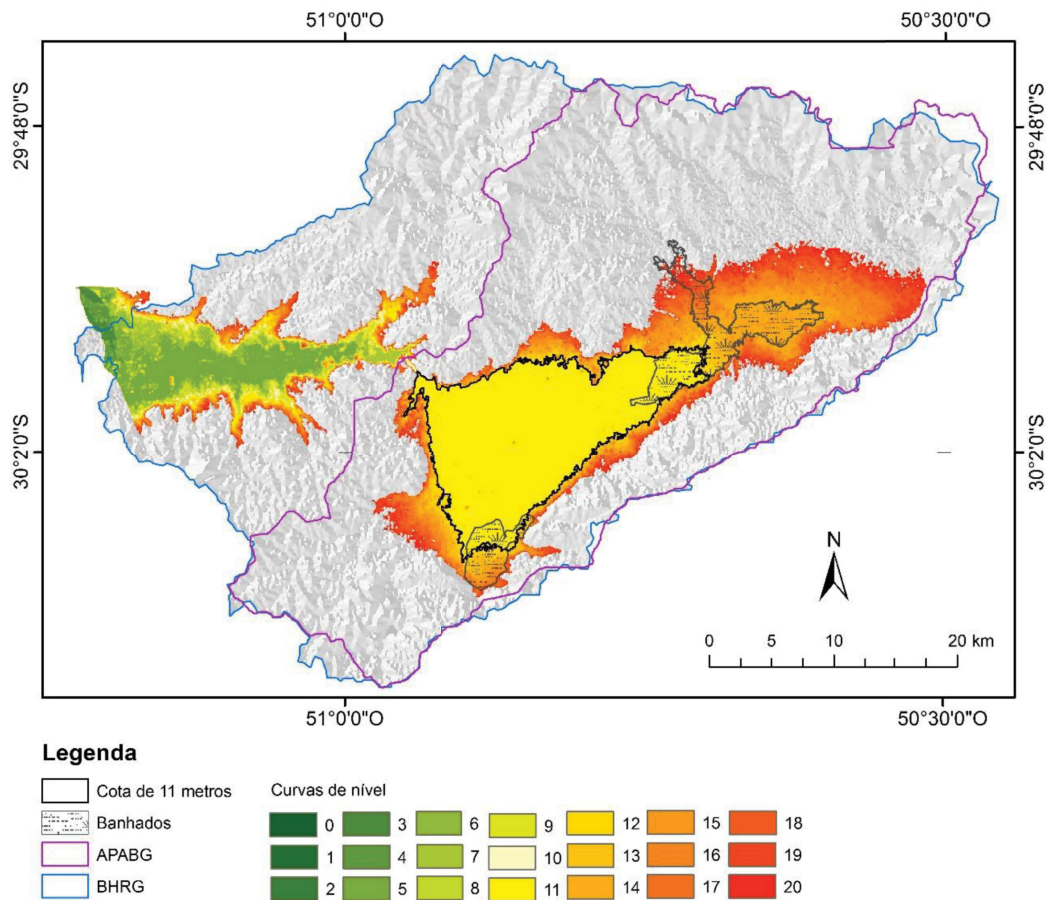 51°0'0"O 50°30'0"O
29°48'0"S 29°48'0"S
30°2'0"S 30°2'0"S
N
0 5 10 20 km
51°0'0"O 50°30'0"O
Legenda
Cota de 11 metros
Banhados
APABG
BHRG
Curvas de nível
0 3 6 9 12 15 18
1 4 7 10 13 16 19
2 5 8 11 14 17 20